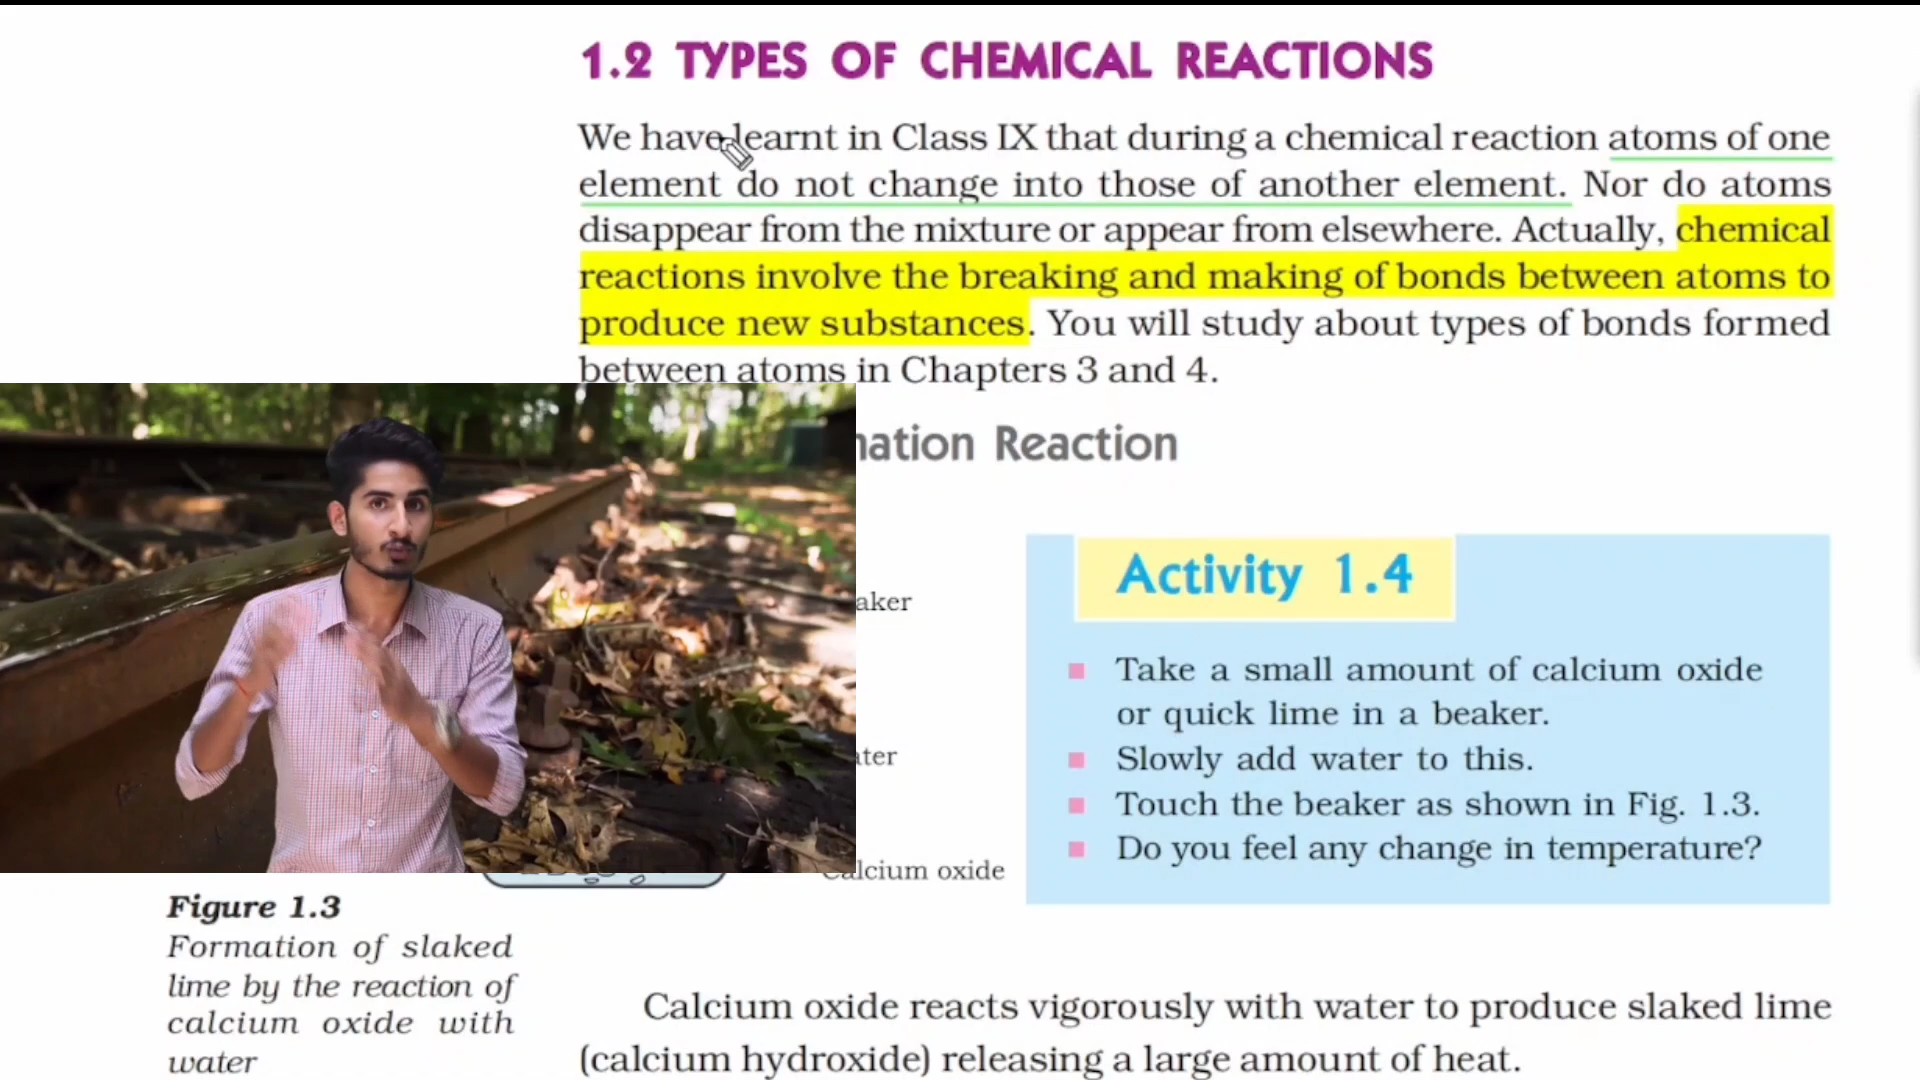 1.2 TYPES OF CHEMICAL REACTIONS
We have learnt in Class IX that during a chemical reaction atoms of one
element do not change into those of another element. Nor do atoms
disappear from the mixture or appear from elsewhere. Actually, chemical
reactions involve the breaking and making of bonds between atoms to
produce new substances. You will study about types of bonds formed
between atoms in Chapters 3 and 4.
Reaction
Activity 1.4
Take a small amount of calcium oxide
or quick lime in a beaker.
Slowly add water to this.
Touch the beaker as shown in Fig. 1.3.
Do you feel any change in temperature?
Calcium oxide
Figure 1.3
Formation of slaked
lime by the reaction of
calcium oxide with
water
Calcium oxide reacts vigorously with water to produce slaked lime
(calcium hydroxide) releasing a large amount of heat.